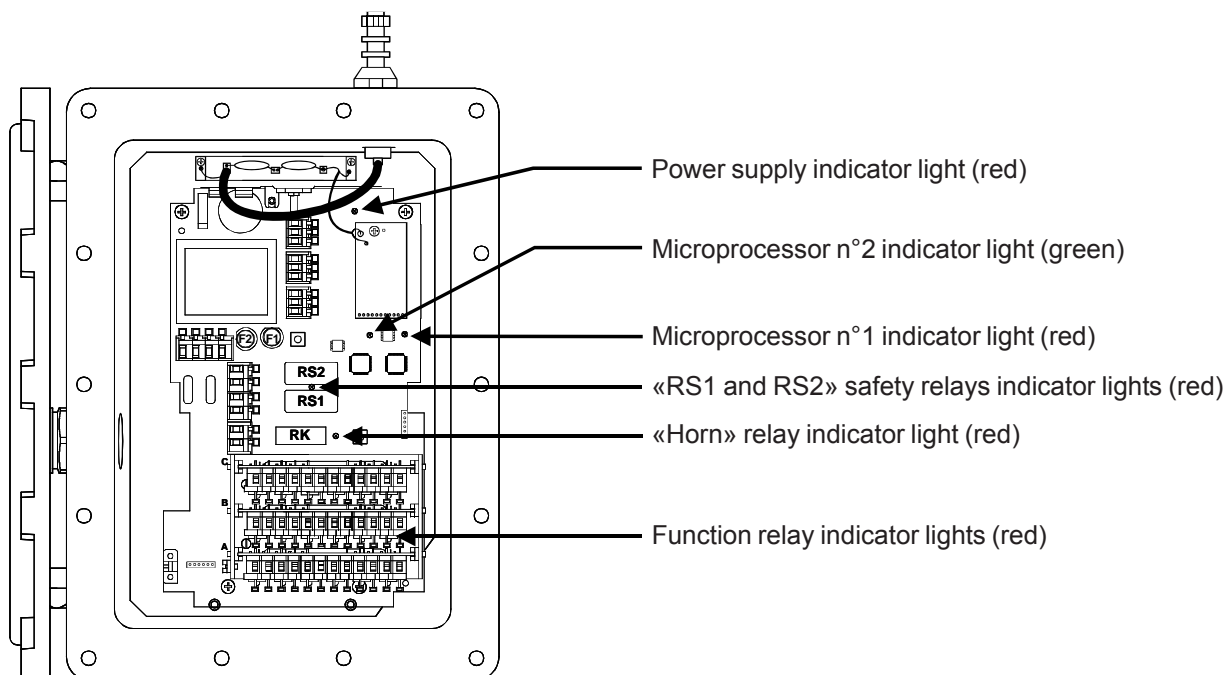 Power supply indicator light (red)
Microprocessor n°2 indicator light (green)
Microprocessor n°1 indicator light (red)
F2 F1
RS2
«RS1 and RS2» safety relays indicator lights (red)
RS1
RK
«Horn» relay indicator light (red)
C
B
Function relay indicator lights (red)
A